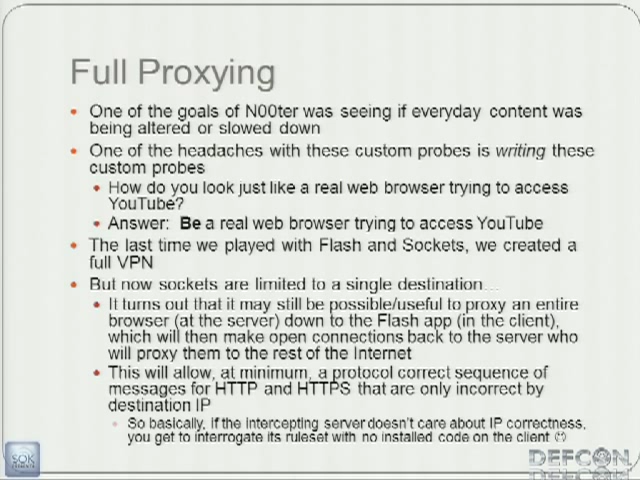 Full Proxying
• One of the goals of N00ter was seeing if everyday content was
being altered or slowed down
• One of the headaches with these custom probes is writing these
custom probes
• How do you look just like a real web browser trying to access
YouTube?
• Answer: Be a real web browser trying to access YouTube
• The last time we played with Flash and Sockets, we created a
full VPN
• But now sockets are limited to a single destination…
• It turns out that it may still be possible/useful to proxy an entire
browser (at the server) down to the Flash app (in the client),
which will then make open connections back to the server who
will proxy them to the rest of the Internet
• This will allow, at minimum, a protocol correct sequence of
messages for HTTP and HTTPS that are only incorrect by
destination IP
• So basically, if the intercepting server doesn't care about IP correctness,
you get to interrogate its ruleset with no installed code on the client
SOK
DEFCON